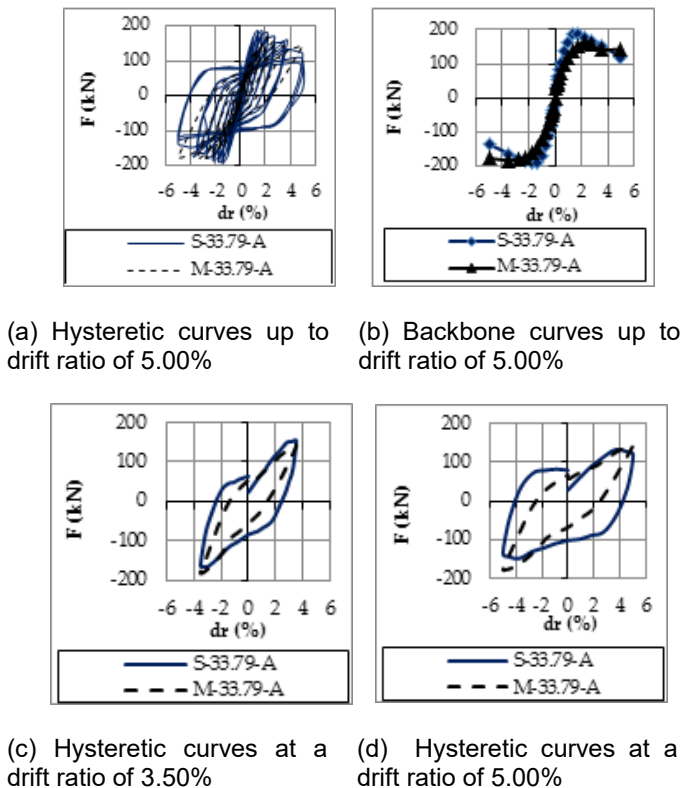 200
100
0
-100
-200
F (kN)
-6 -4 -2 0 2 4 6
dr (%)
S-33.79-A
M-33.79-A
200
100
0
-100
-200
F (kN)
-6 -4 -2 0 2 4 6
dr (%)
S-33.79-A
M-33.79-A
(a) Hysteretic curves up to
drift ratio of 5.00%
(b) Backbone curves up to
drift ratio of 5.00%
200
100
0
-100
-200
F (kN)
-6 -4 -2 0 2 4 6
dr (%)
S-33.79-A
M-33.79-A
200
100
0
-100
-200
F (kN)
-6 -4 -2 0 2 4 6
dr (%)
S-33.79-A
M-33.79-A
(c) Hysteretic curves at a
drift ratio of 3.50%
(d) Hysteretic curves at a
drift ratio of 5.00%